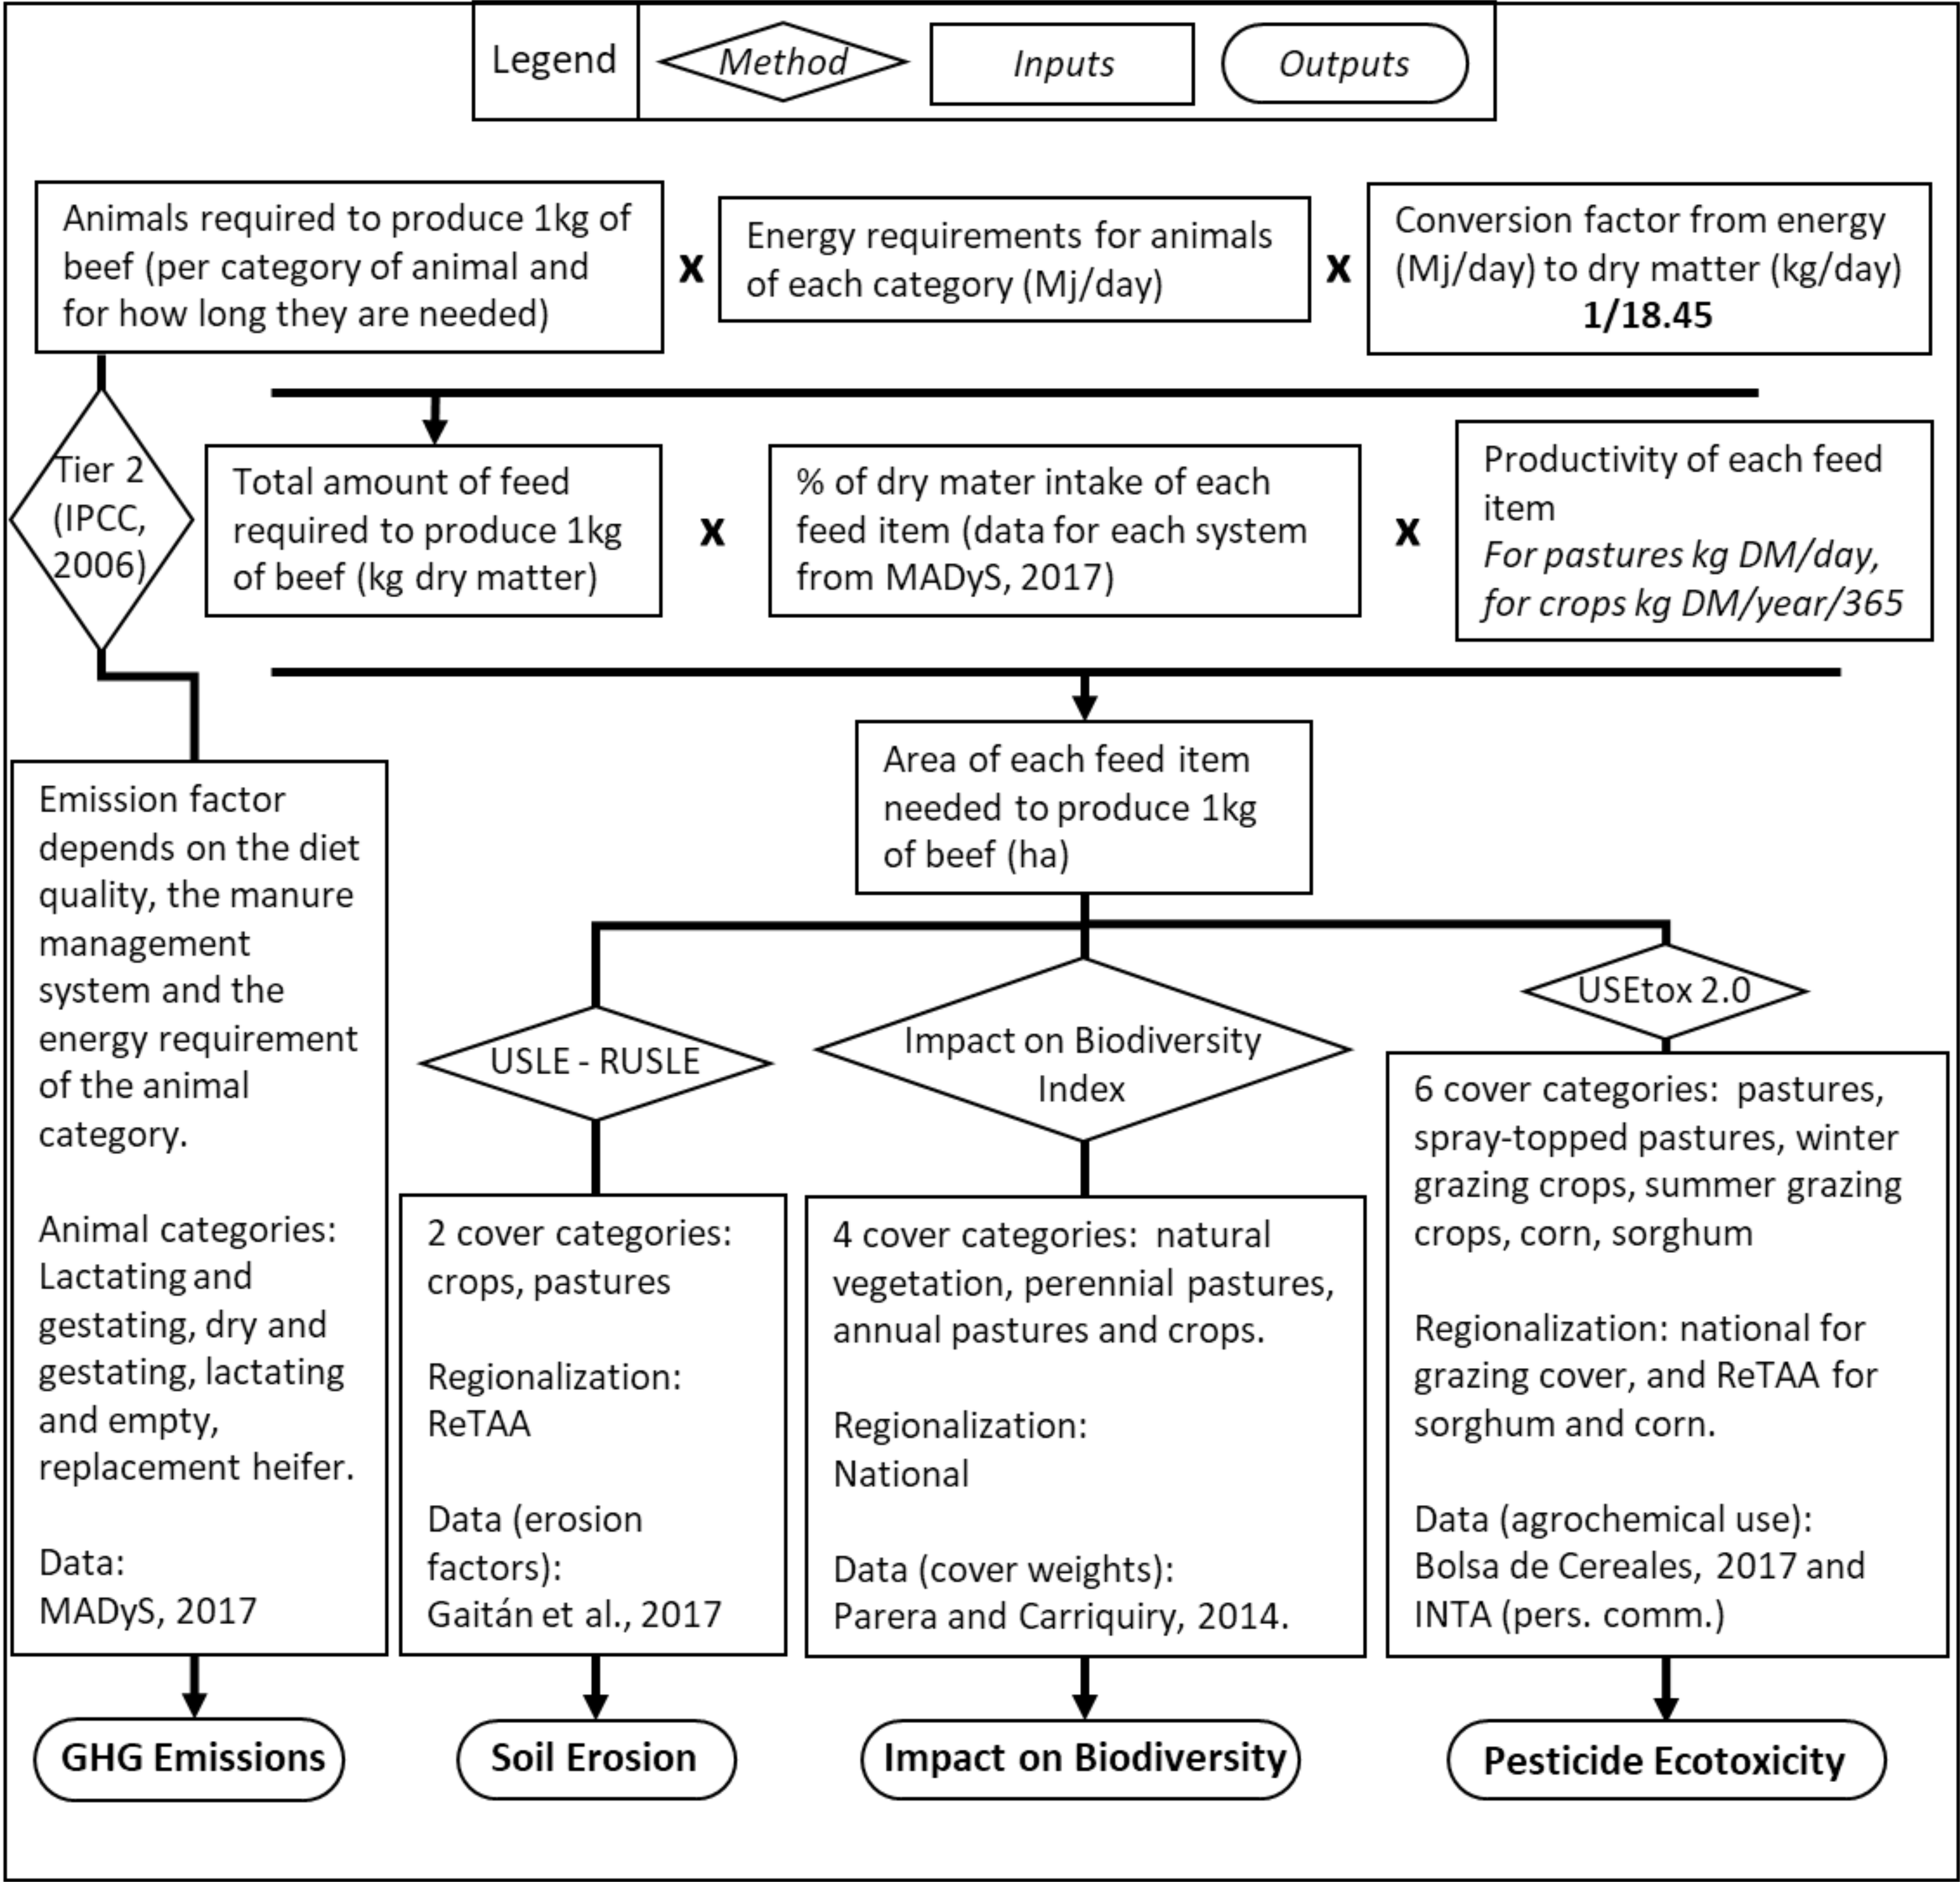 Legend
Method
Inputs
Outputs
Animals required to produce 1kg of
beef (per category of animal and
for how long they are needed)
x
Energy requirements for animals
of each category (Mj/day)
x
Conversion factor from energy
(Mj/day) to dry matter (kg/day)
1/18.45
Tier 2
(IPCC,
2006)
Total amount of feed
required to produce 1kg
of beef (kg dry matter)
x
% of dry mater intake of each
feed item (data for each system
from MADyS, 2017)
x
Productivity of each feed
item
For pastures kg DM/day,
for crops kg DM/year/365
Area of each feed item
needed to produce 1kg
of beef (ha)
Emission factor
depends on the diet
quality, the manure
management
system and the
energy requirement
of the animal
category.
Animal categories:
Lactating and
gestating, dry and
gestating, lactating
and empty,
replacement heifer.
Data:
MADyS, 2017
USLE - RUSLE
2 cover categories:
crops, pastures
Regionalization:
ReTAA
Data (erosion
factors):
Gaitán et al., 2017
Impact on Biodiversity
Index
4 cover categories: natural
vegetation, perennial pastures,
annual pastures and crops.
Regionalization:
National
Data (cover weights):
Parera and Carriquiry, 2014.
USEtox 2.0
6 cover categories: pastures,
spray-topped pastures, winter
grazing crops, summer grazing
crops, corn, sorghum
Regionalization: national for
grazing cover, and ReTAA for
sorghum and corn.
Data (agrochemical use):
Bolsa de Cereales, 2017 and
INTA (pers. comm.)
GHG Emissions
Soil Erosion
Impact on Biodiversity
Pesticide Ecotoxicity